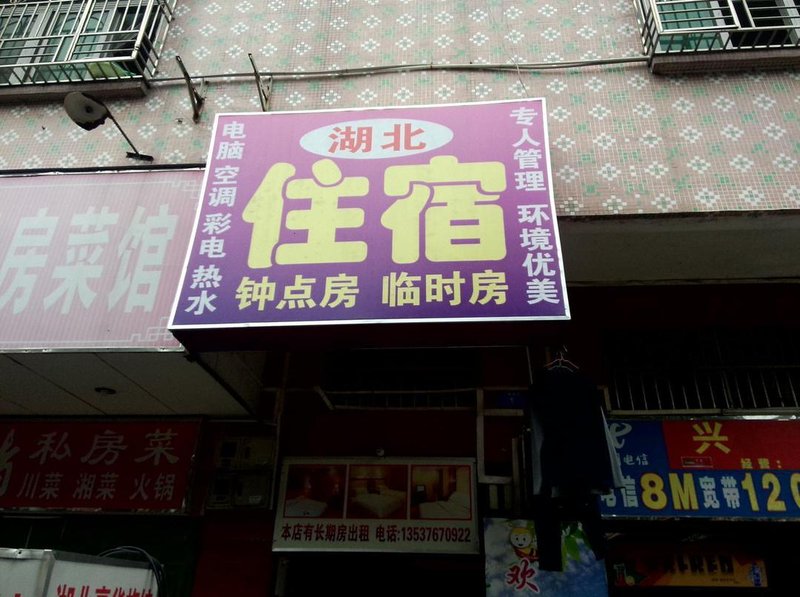 湖北
住宿
钟点房 临时房
电脑 空调 彩电 热水
专人管理 环境优美
房菜馆
私房菜
川菜 湘菜 火锅
本店有长期房出租 电话:13537670922
欢
电信
兴
8M宽带120